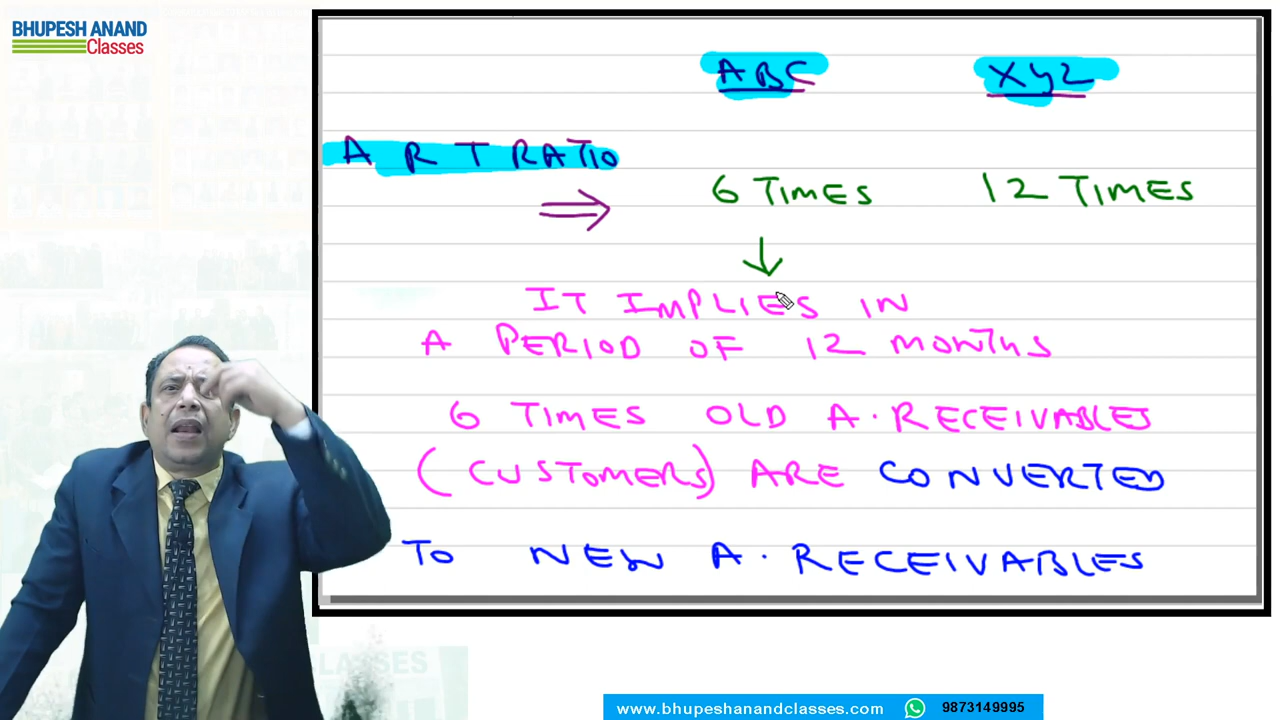 BHUPESH ANAND
Classes
ABC XYZ
A R T RATIO
6 TIMES 12 TIMES
IT IMPLIES IN
A PERIOD OF 12 MONTHS
6 TIMES OLD A. RECEIVABLES
(CUSTOMERS) ARE CONVERTED
TO NEW A. RECEIVABLES
CLASSES
www.bhupeshanandclasses.com 9873149995